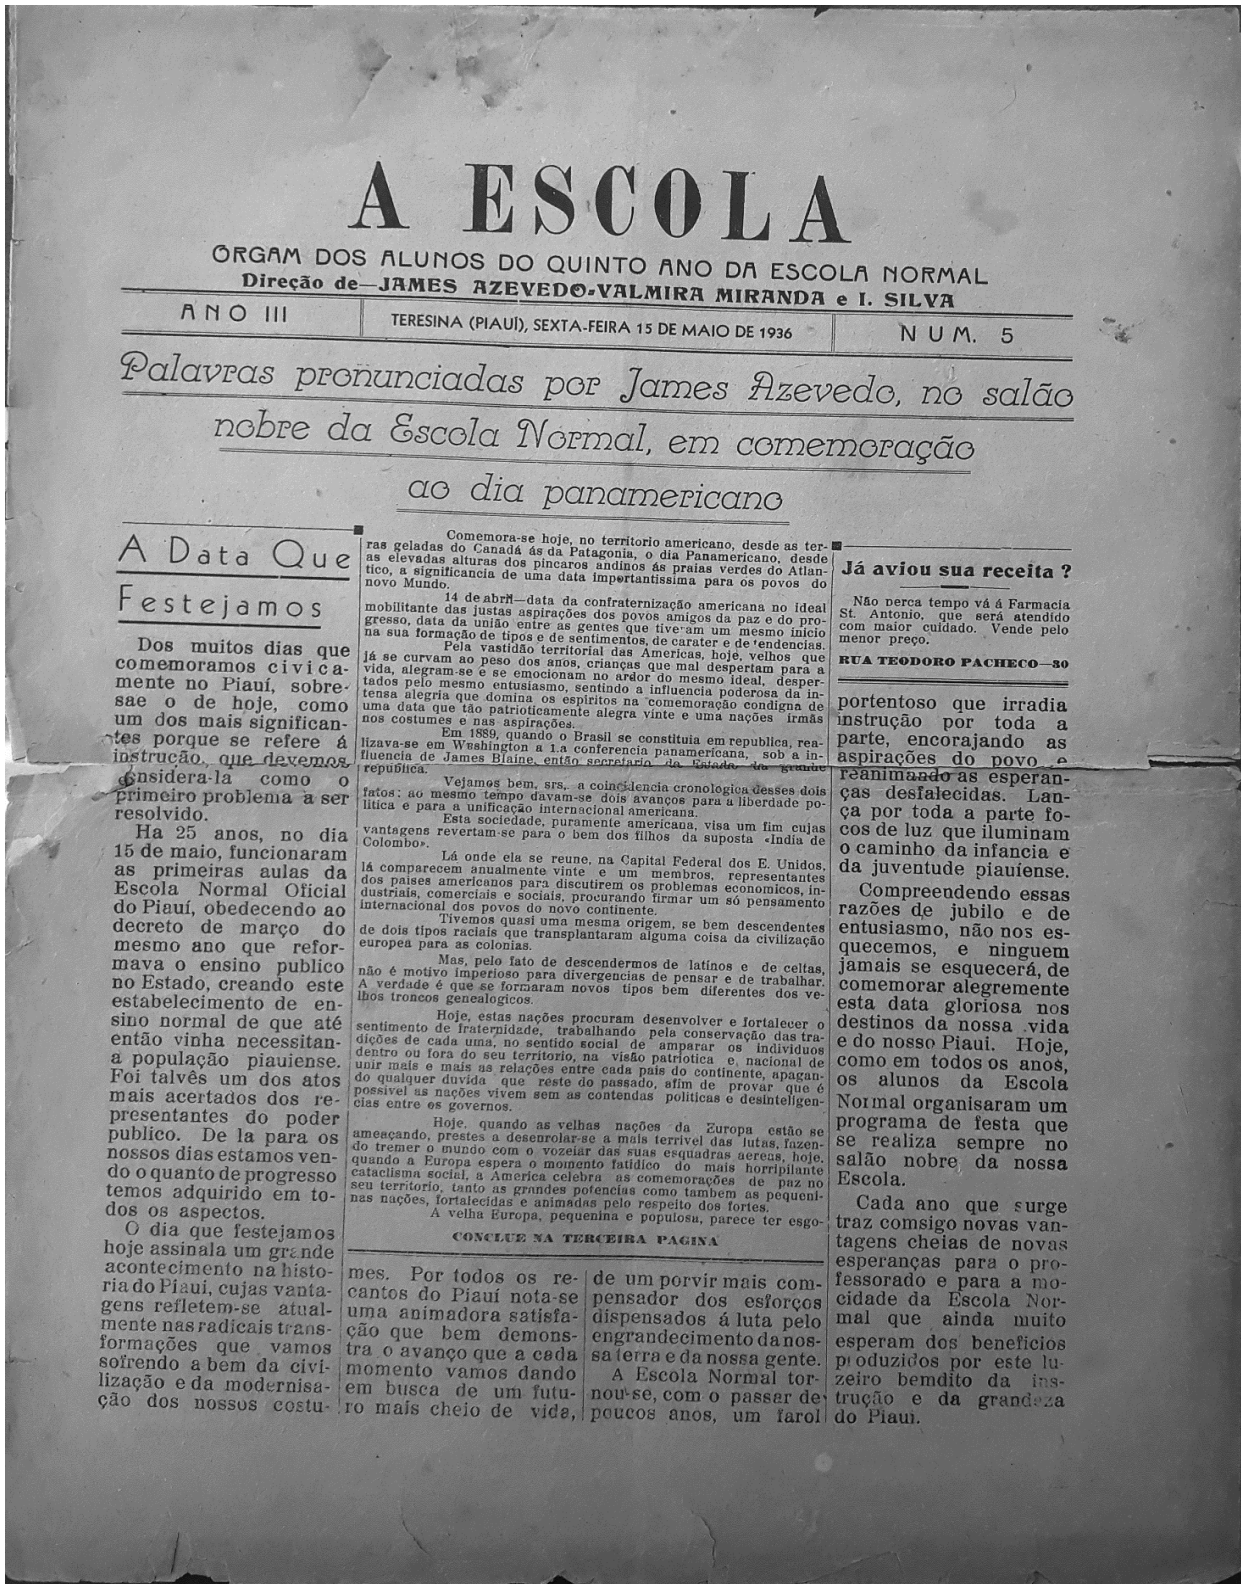 A ESCOLA
ORGAM DOS ALUNOS DO QUINTO ANO DA ESCOLA NORMAL
Direção de—JAMES AZEVEDO-VALMIRA MIRANDA e I. SILVA
ANO III
TERESINA (PIAUÍ), SEXTA-FEIRA 15 DE MAIO DE 1936
NUM. 5
Palavras pronunciadas por James Azevedo, no salão
nobre da Escola Normal, em comemoração
ao dia panamericano
A Data Que
Festejamos
Dos muitos dias que
comemoramos civica-
mente no Piauí, sobre-
sae o de hoje, como
um dos mais significan-
tes porque se refere á
instrução, que devemos
considera-la como o
primeiro problema a ser
resolvido.
Ha 25 anos, no dia
15 de maio, funcionaram
as primeiras aulas da
Escola Normal Oficial
do Piauí, obedecendo ao
decreto de março do
mesmo ano que refor-
mava o ensino publico
no Estado, creando este
estabelecimento de en-
sino normal de que até
então vinha necessitan-
a população piauiense.
Foi talvês um dos atos
mais acertados dos re-
presentantes do poder
publico. De la para os
nossos dias estamos ven-
do o quanto de progresso
temos adquirido em to-
dos os aspectos.
O dia que festejamos
hoje assinala um grande
acontecimento na histo-
ria do Piaui, cujas vanta-
gens refletem-se atual-
mente nas radicais trans-
formações que vamos
sofrendo a bem da civi-
lização e da modernisa-
ção dos nossos costu-
Comemora-se hoje, no territorio americano, desde as ter-
ras geladas do Canadá ás da Patagonia, o dia Panamericano, desde
as elevadas alturas dos pincaros andinos ás praias verdes do Atlan-
tico, a significancia de uma data importantissima para os povos do
novo Mundo.
14 de abril—data da confraternização americana no ideal
mobilitante das justas aspirações dos povos amigos da paz e do pro-
gresso, data da união entre as gentes que tiveram um mesmo inicio
na sua formação de tipos e de sentimentos, de carater e de tendencias.
Pela vastidão territorial das Americas, hoje, velhos que
já se curvam ao peso dos anos, crianças que mal despertam para a
vida, alegram-se e se emocionam no ardor do mesmo ideal, desper-
tados pelo mesmo entusiasmo, sentindo a influencia poderosa da in-
tensa alegria que domina os espiritos na comemoração condigna de
uma data que tão patrioticamente alegra vinte e uma nações irmãs
nos costumes e nas aspirações.
Em 1889, quando o Brasil se constituia em republica, rea-
lizava-se em Washington a 1.a conferencia panamericana, sob a in-
fluencia de James Blaine, então secretario da Estado da grande
republica.
Vejamos bem, srs., a coincidencia cronologica desses dois
fatos: ao mesmo tempo davam-se dois avanços para a liberdade po-
litica e para a unificação internacional americana.
Esta sociedade, puramente americana, visa um fim cujas
vantagens revertam-se para o bem dos filhos da suposta «India de
Colombo».
Lá onde ela se reune, na Capital Federal dos E. Unidos,
lá comparecem anualmente vinte e um membros, representantes
dos paises americanos para discutirem os problemas economicos, in-
dustriais, comerciais e sociais, procurando firmar um só pensamento
internacional dos povos do novo continente.
Tivemos quasi uma mesma origem, se bem descendentes
de dois tipos raciais que transplantaram alguma coisa da civilização
europea para as colonias.
Mas, pelo fato de descendermos de latinos e de celtas,
não é motivo imperioso para divergencias de pensar e de trabalhar.
A verdade é que se formaram novos tipos bem diferentes dos ve-
lhos troncos genealogicos.
Hoje, estas nações procuram desenvolver e fortalecer o
sentimento de fraternidade, trabalhando pela conservação das tra-
dições de cada uma, no sentido social de amparar os individuos
dentro ou fora do seu territorio, na visão patriotica e nacional de
unir mais e mais as relações entre cada pais do continente, apagan-
do qualquer duvida que reste do passado, afim de provar que é
possivel as nações vivem sem as contendas politicas e desinteligen-
cias entre os governos.
Hoje, quando as velhas nações da Europa estão se
ameaçando, prestes a desenrolar-se a mais terrivel das lutas, fazen-
do tremer o mundo com o vozeiar das suas esquadras aereas, hoje,
quando a Europa espera o momento fatidico do mais horripilante
cataclisma social, a America celebra as comemorações de paz no
seu territorio, tanto as grandes potencias como tambem as pequeni-
nas nações, fortalecidas e animadas pelo respeito dos fortes.
A velha Europa, pequenina e populosa, parece ter esgo-
CONCLUE NA TERCEIRA PAGINA
mes. Por todos os re-
cantos do Piauí nota-se
uma animadora satisfa-
ção que bem demons-
tra o avanço que a cada
momento vamos dando
em busca de um futu-
ro mais cheio de vida,
de um porvir mais com-
pensador dos esforços
dispensados á luta pelo
engrandecimento da nos-
sa terra e da nossa gente.
A Escola Normal tor-
nou-se, com o passar de
poucos anos, um farol
Já aviou sua receita ?
Não perca tempo vá á Farmacia
St. Antonio, que será atendido
com maior cuidado. Vende pelo
menor preço.
RUA TEODORO PACHECO—80
portentoso que irradia
instrução por toda a
parte, encorajando as
aspirações do povo e
reanimando as esperan-
ças desfalecidas. Lan-
ça por toda a parte fo-
cos de luz que iluminam
o caminho da infancia e
da juventude piauiense.
Compreendendo essas
razões de jubilo e de
entusiasmo, não nos es-
quecemos, e ninguem
jamais se esquecerá, de
comemorar alegremente
esta data gloriosa nos
destinos da nossa vida
e do nosso Piaui. Hoje,
como em todos os anos,
os alunos da Escola
Normal organisaram um
programa de festa que
se realiza sempre no
salão nobre da nossa
Escola.
Cada ano que surge
traz comsigo novas van-
tagens cheias de novas
esperanças para o pro-
fessorado e para a mo-
cidade da Escola Nor-
mal que ainda muito
esperam dos beneficios
produzidos por este lu-
zeiro bemdito da ins-
trução e da grandeza
do Piauí.